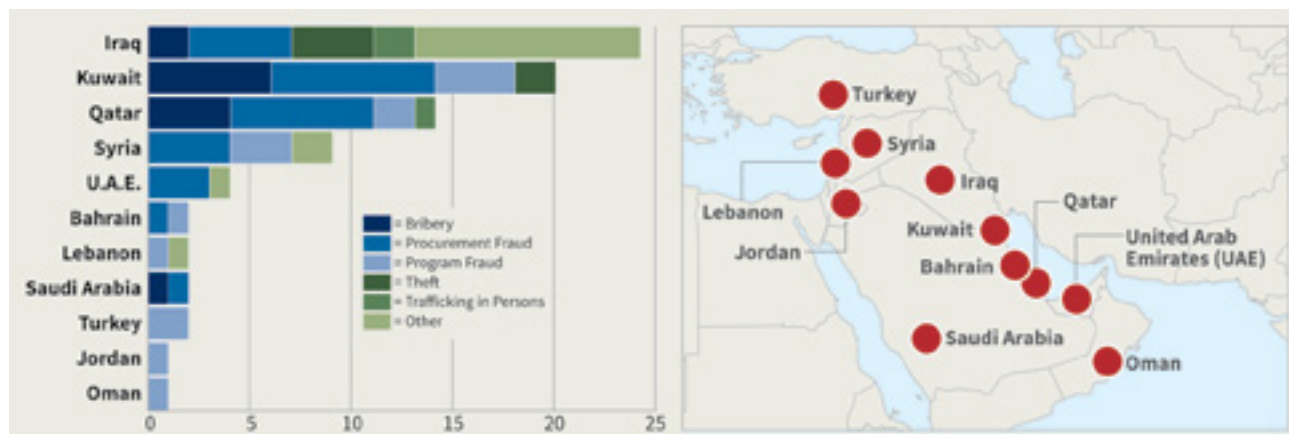 Iraq
Kuwait
Qatar
Syria
U.A.E.
Bahrain
Lebanon
Saudi Arabia
Turkey
Jordan
Oman
0 5 10 15 20 25
= Bribery
= Procurement Fraud
= Program Fraud
= Theft
= Trafficking in Persons
= Other
Turkey
Syria
Iraq
Lebanon
Qatar
Kuwait
Jordan
United Arab
Emirates (UAE)
Bahrain
Saudi Arabia
Oman